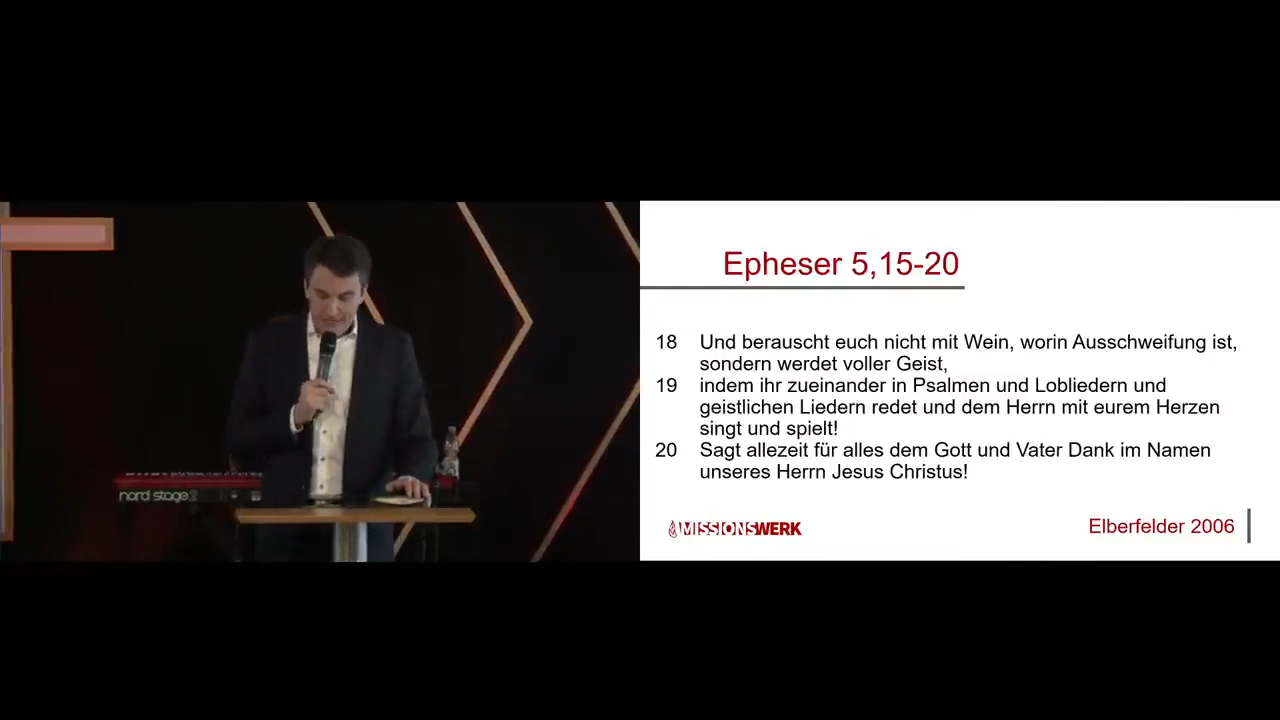 nord stage 2
Epheser 5,15-20
18 Und berauscht euch nicht mit Wein, worin Ausschweifung ist,
sondern werdet voller Geist,
19 indem ihr zueinander in Psalmen und Lobliedern und
geistlichen Liedern redet und dem Herrn mit eurem Herzen
singt und spielt!
20 Sagt allezeit für alles dem Gott und Vater Dank im Namen
unseres Herrn Jesus Christus!
MISSIONSWERK
Elberfelder 2006